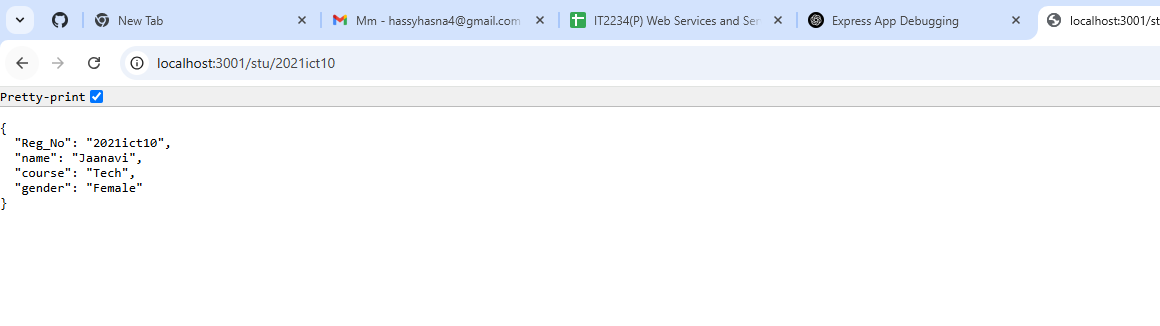 New Tab
Mm - hassyhasna4@gmail.com
IT2234(P) Web Services and Ser
Express App Debugging
localhost:3001/st
localhost:3001/stu/2021ict10
Pretty-print
{
  "Reg_No": "2021ict10",
  "name": "Jaanavi",
  "course": "Tech",
  "gender": "Female"
}